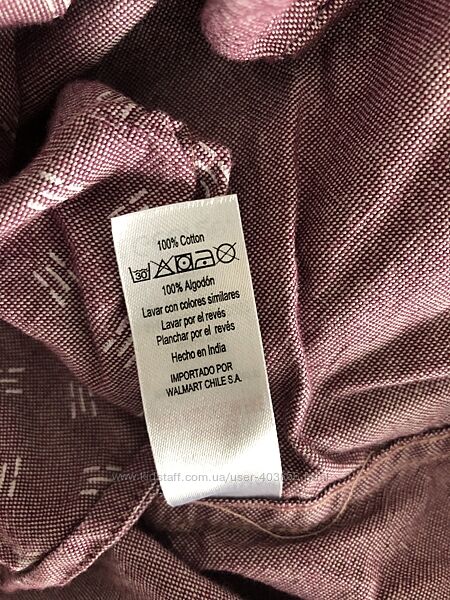 100% Cotton
30
100% Algodón
Lavar con colores similares
Lavar por el revés
Planchar por el revés
Hecho en India
IMPORTADO POR
WALMART CHILE S.A.